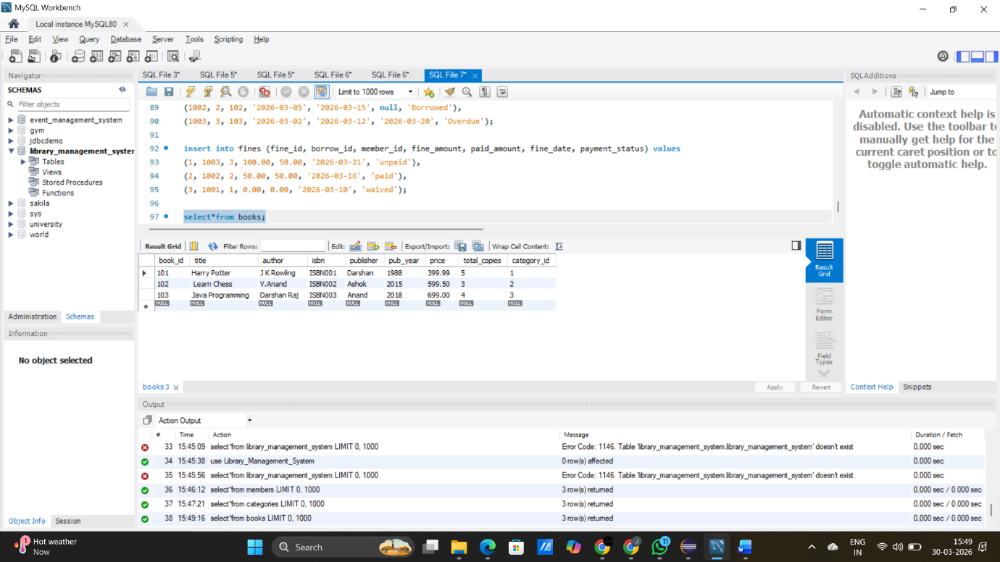 MySQL Workbench
Local instance MySQL80
File Edit View Query Database Server Tools Scripting Help
Navigator
SCHEMAS
Filter objects
event_management_system
gym
jdbcdemo
library_management_system
Tables
Views
Stored Procedures
Functions
sakila
sys
university
world
Administration Schemas
Information
No object selected
Object Info Session
SQL File 3* SQL File 5* SQL File 5* SQL File 6* SQL File 6* SQL File 7*
Limit to 1000 rows
89 (1002, 2, 102, '2026-03-05', '2026-03-15', null, 'Borrowed'),
90 (1003, 3, 103, '2026-03-02', '2026-03-12', '2026-03-20', 'Overdue');
91
92 insert into fines (fine_id, borrow_id, member_id, fine_amount, paid_amount, fine_date, payment_status) values
93 (1, 1003, 3, 100.00, 50.00, '2026-03-21', 'unpaid'),
94 (2, 1002, 2, 50.00, 50.00, '2026-03-16', 'paid'),
95 (3, 1001, 1, 0.00, 0.00, '2026-03-10', 'waived');
96
97 select*from books;
Result Grid Filter Rows: Edit: Export/Import: Wrap Cell Content:
book_id title author isbn publisher pub_year price total_copies category_id
101 Harry Potter J K Rowling ISBN001 Darshan 1988 399.99 5 1
102 Learn Chess V.Anand ISBN002 Ashok 2015 599.50 3 2
103 Java Programming Darshan Raj ISBN003 Anand 2018 699.00 4 3
NULL NULL NULL NULL NULL NULL NULL NULL NULL
Result Grid
Form Editor
Field Types
books 3
Apply Revert
SQLAdditions
Jump to
Automatic context help is
disabled. Use the toolbar to
manually get help for the
current caret position or to
toggle automatic help.
Context Help Snippets
Output
Action Output
# Time Action Message Duration / Fetch
33 15:45:09 select*from library_management_system LIMIT 0, 1000 Error Code: 1146. Table 'library_management_system.library_management_system' doesn't exist 0.000 sec
34 15:45:38 use Library_Management_System 0 row(s) affected 0.000 sec
35 15:45:56 select*from library_management_system LIMIT 0, 1000 Error Code: 1146. Table 'library_management_system.library_management_system' doesn't exist 0.000 sec
36 15:46:12 select*from members LIMIT 0, 1000 3 row(s) returned 0.000 sec / 0.000 sec
37 15:47:21 select*from categories LIMIT 0, 1000 3 row(s) returned 0.000 sec / 0.000 sec
38 15:49:16 select*from books LIMIT 0, 1000 3 row(s) returned 0.000 sec / 0.000 sec
1
Hot weather
Now
Search
11
ENG
IN
15:49
30-03-2026